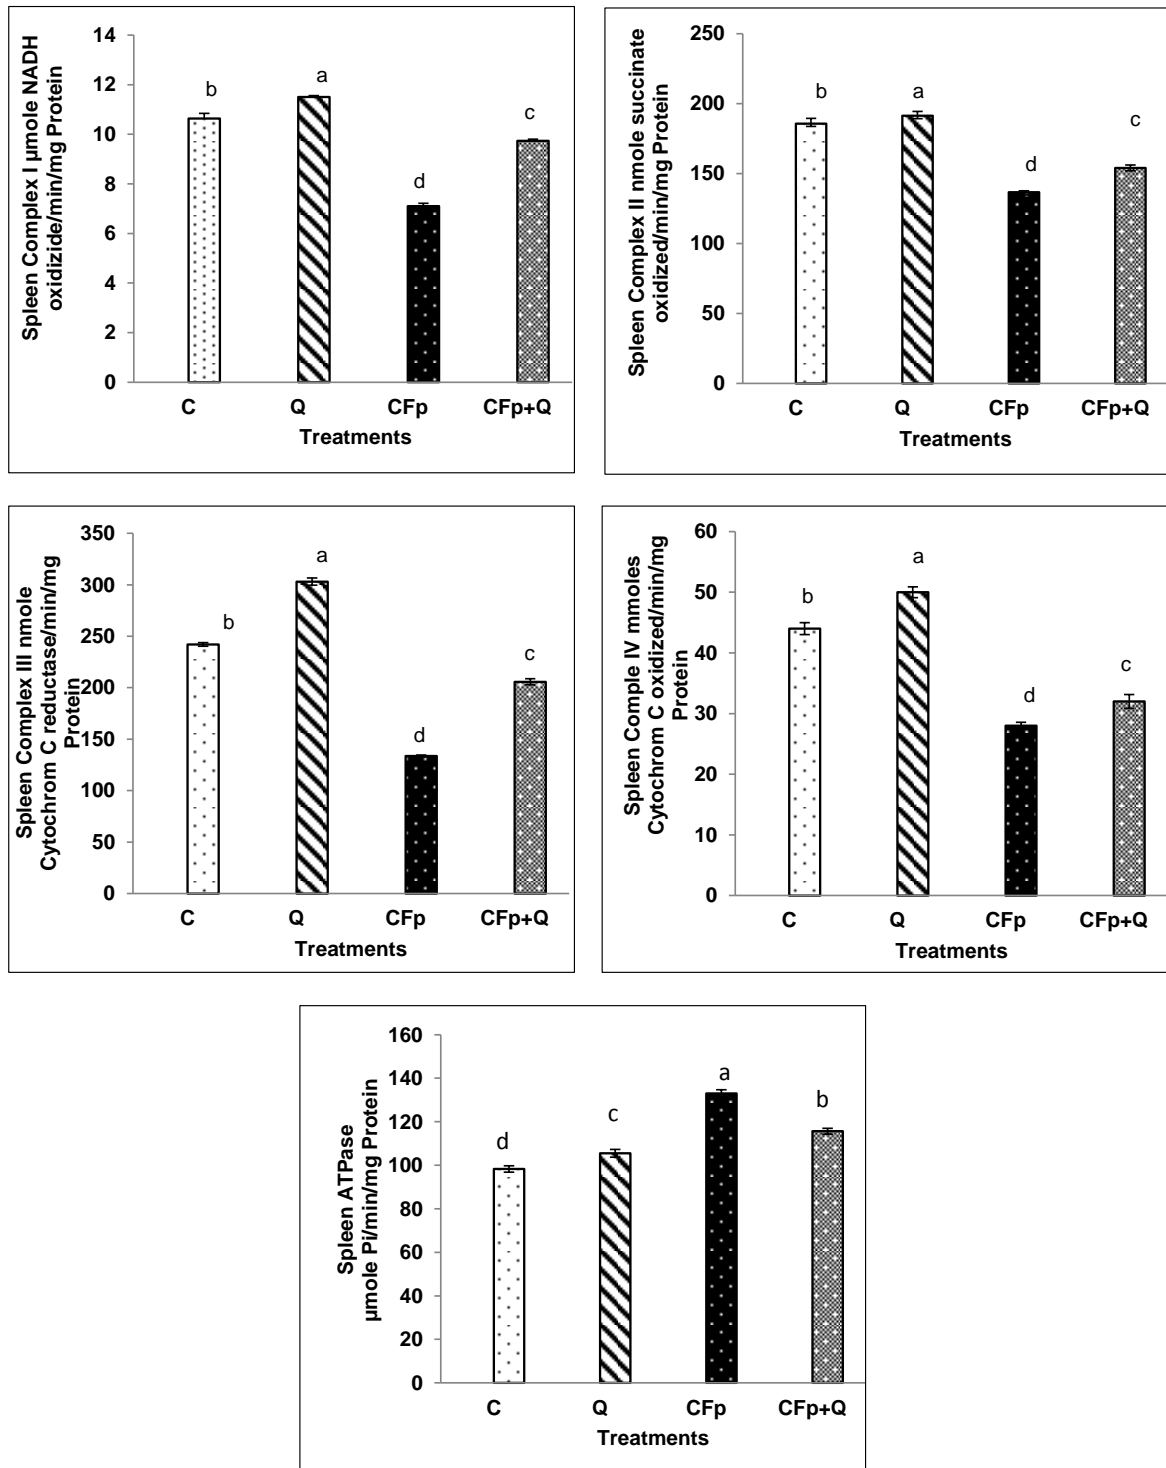 Spleen Complex I µmole NADH
oxidizide/min/mg Protein
14
12
10
8
6
4
2
0
b
a
d
c
C Q CFp CFp+Q
Treatments
Spleen Complex II nmole succinate
oxidized/min/mg Protein
250
200
150
100
50
0
b
a
d
c
C Q CFp CFp+Q
Treatments
Spleen Complex III nmole
Cytochrom C reductase/min/mg
Protein
350
300
250
200
150
100
50
0
b
a
d
c
C Q CFp CFp+Q
Treatments
Spleen Comple IV mmoles
Cytochrom C oxidized/min/mg
Protein
60
50
40
30
20
10
0
b
a
d
c
C Q CFp CFp+Q
Treatments
Spleen ATPase
µmole Pi/min/mg Protein
160
140
120
100
80
60
40
20
0
d
c
a
b
C Q CFp CFp+Q
Treatments